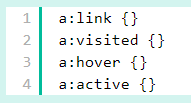 1 a:link {}
2 a:visited {}
3 a:hover {}
4 a:active {}